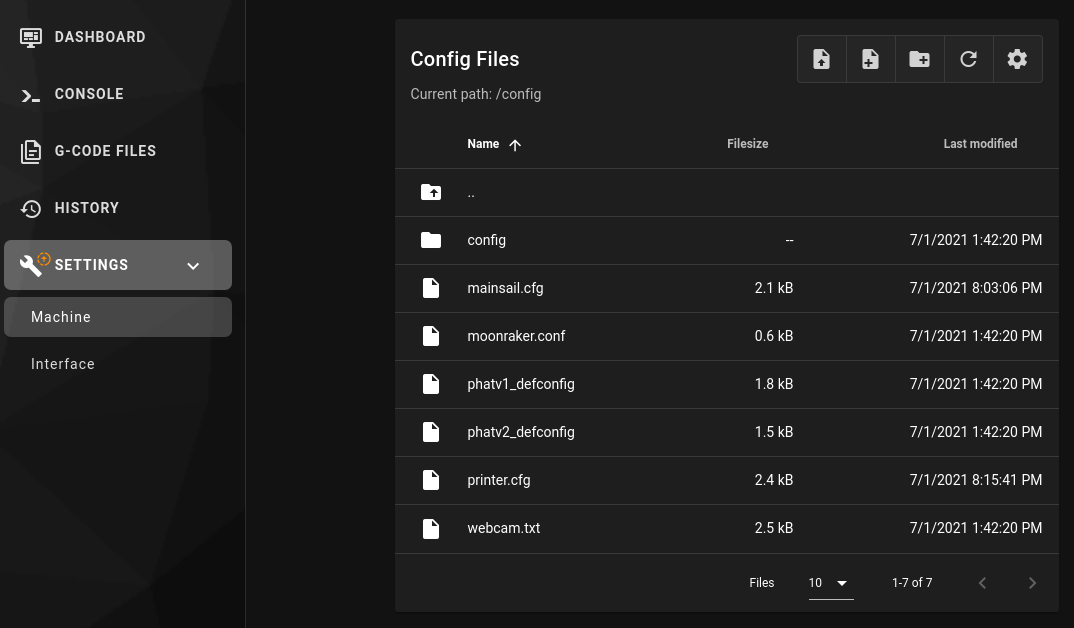 DASHBOARD
CONSOLE
G-CODE FILES
HISTORY
SETTINGS
Machine
Interface
Config Files
Current path: /config
Name Filesize Last modified
..
config -- 7/1/2021 1:42:20 PM
mainsail.cfg 2.1 kB 7/1/2021 8:03:06 PM
moonraker.conf 0.6 kB 7/1/2021 1:42:20 PM
phatv1_defconfig 1.8 kB 7/1/2021 1:42:20 PM
phatv2_defconfig 1.5 kB 7/1/2021 1:42:20 PM
printer.cfg 2.4 kB 7/1/2021 8:15:41 PM
webcam.txt 2.5 kB 7/1/2021 1:42:20 PM
Files 10 1-7 of 7